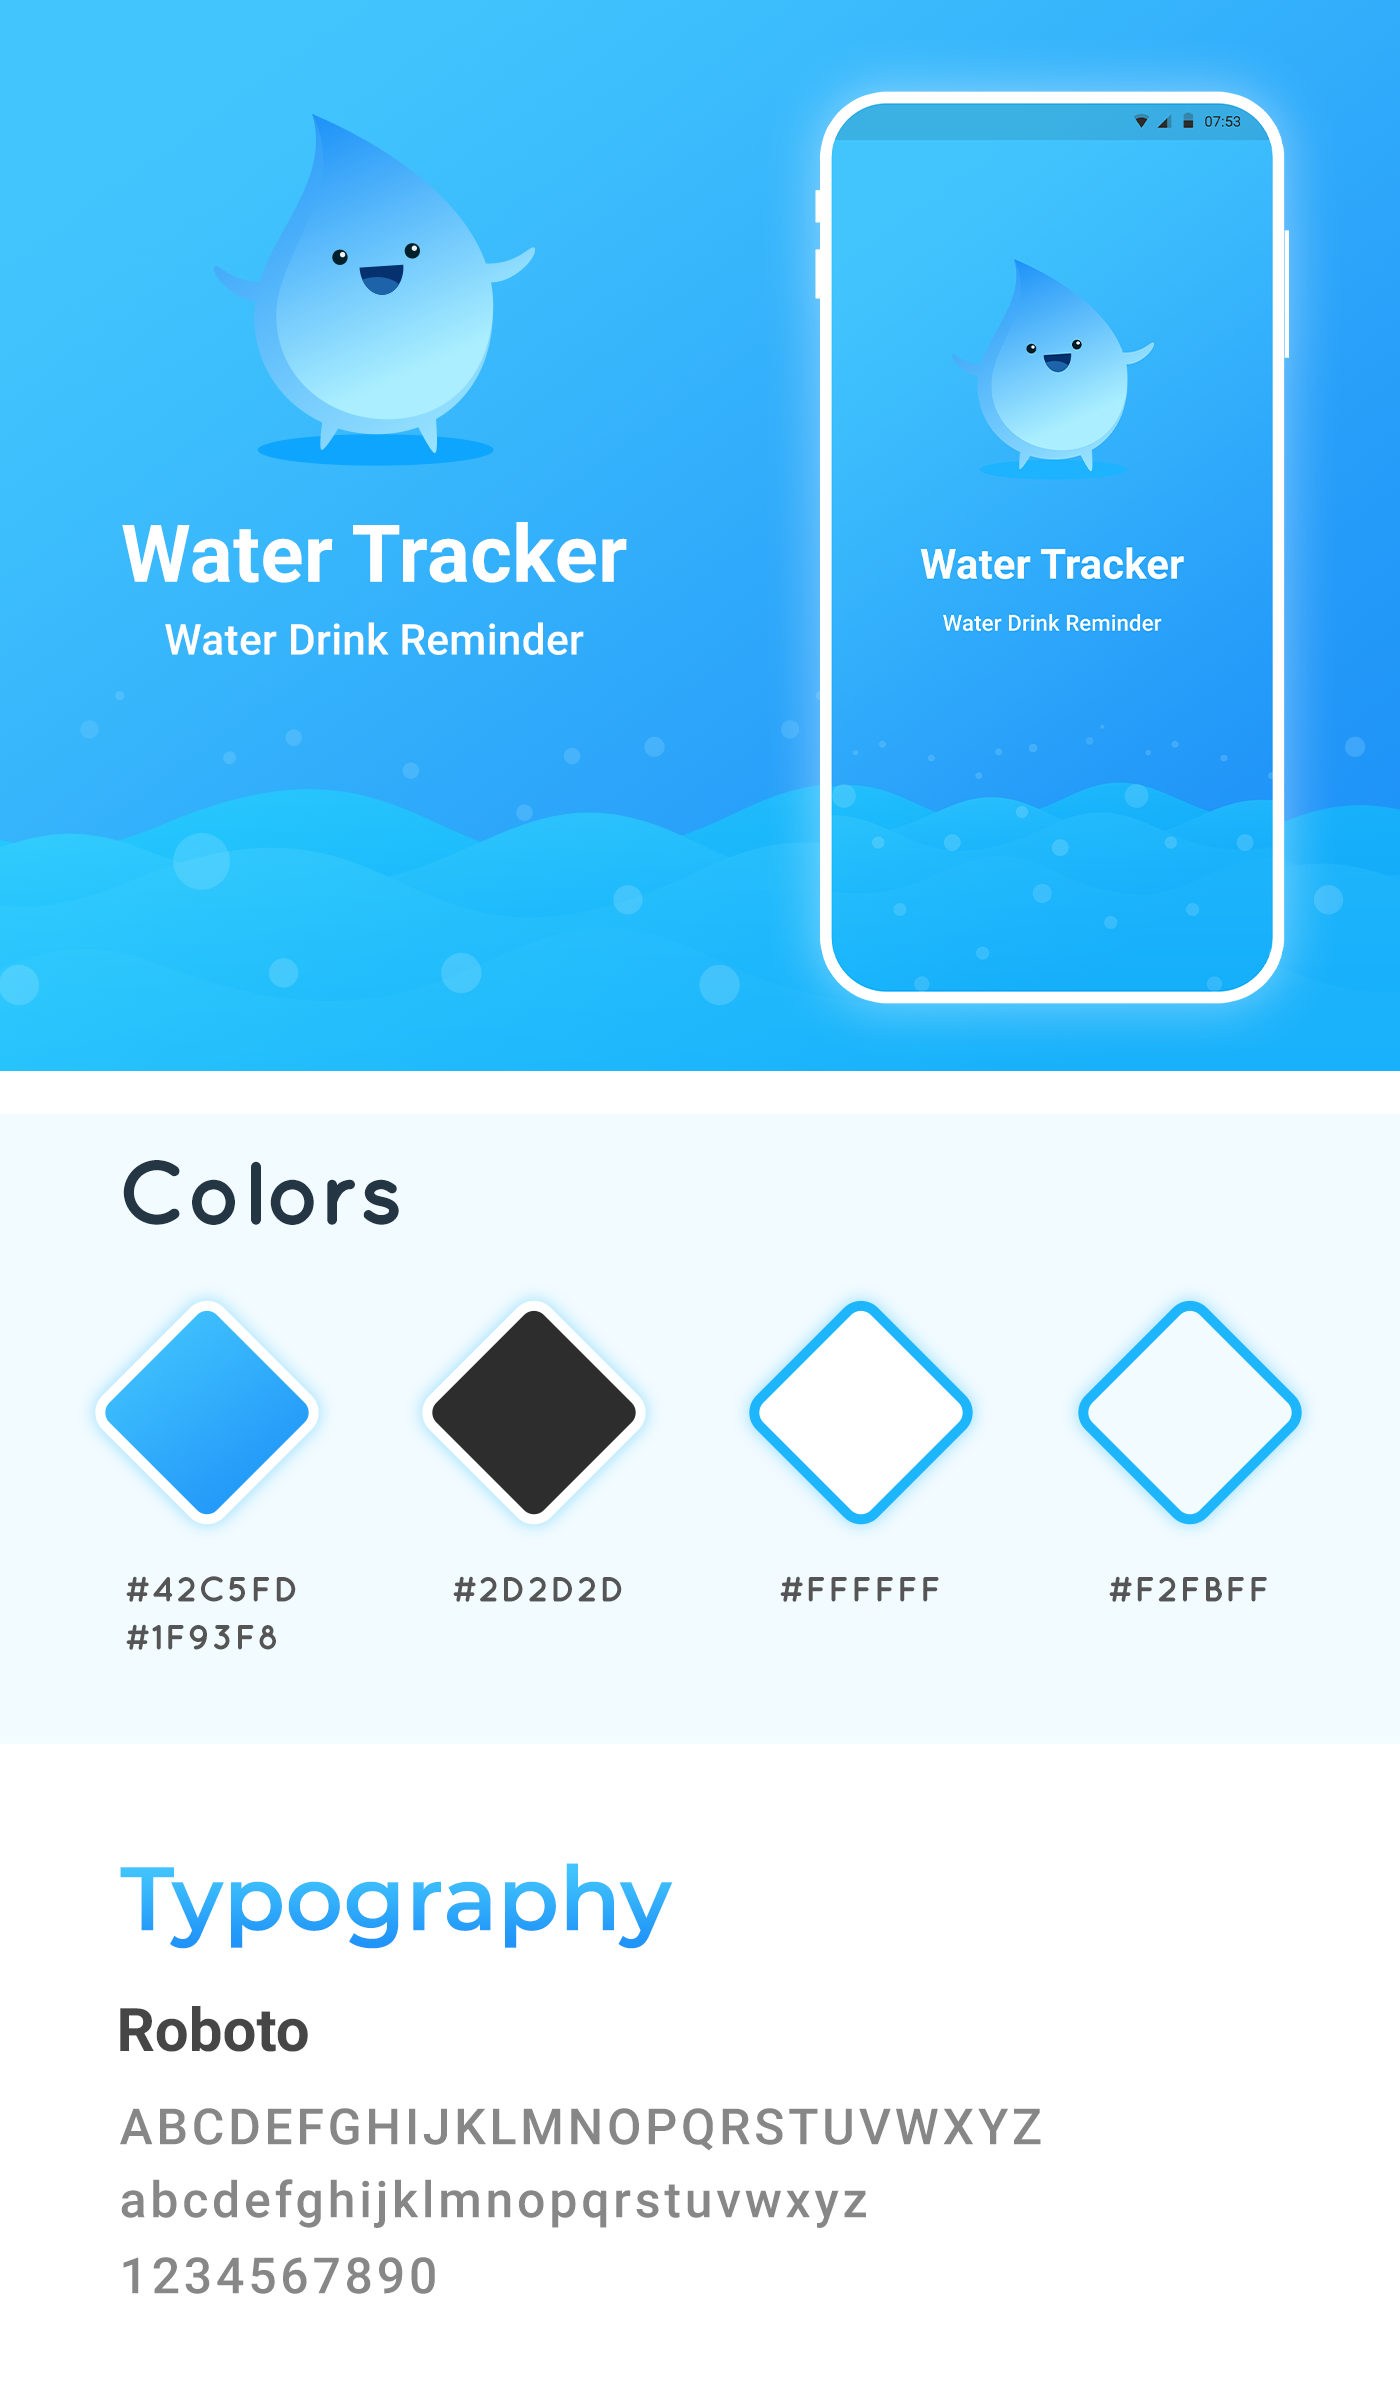 07:53
Water Tracker
Water Drink Reminder
Water Tracker
Water Drink Reminder
Colors
#42C5FD
#1F93F8
#2D2D2D
#FFFFFF
#F2FBFF
Typography
Roboto
ABCDEFGHIJKLMNOPQRSTUVWXYZ
abcdefghijklmnopqrstuvwxyz
1234567890